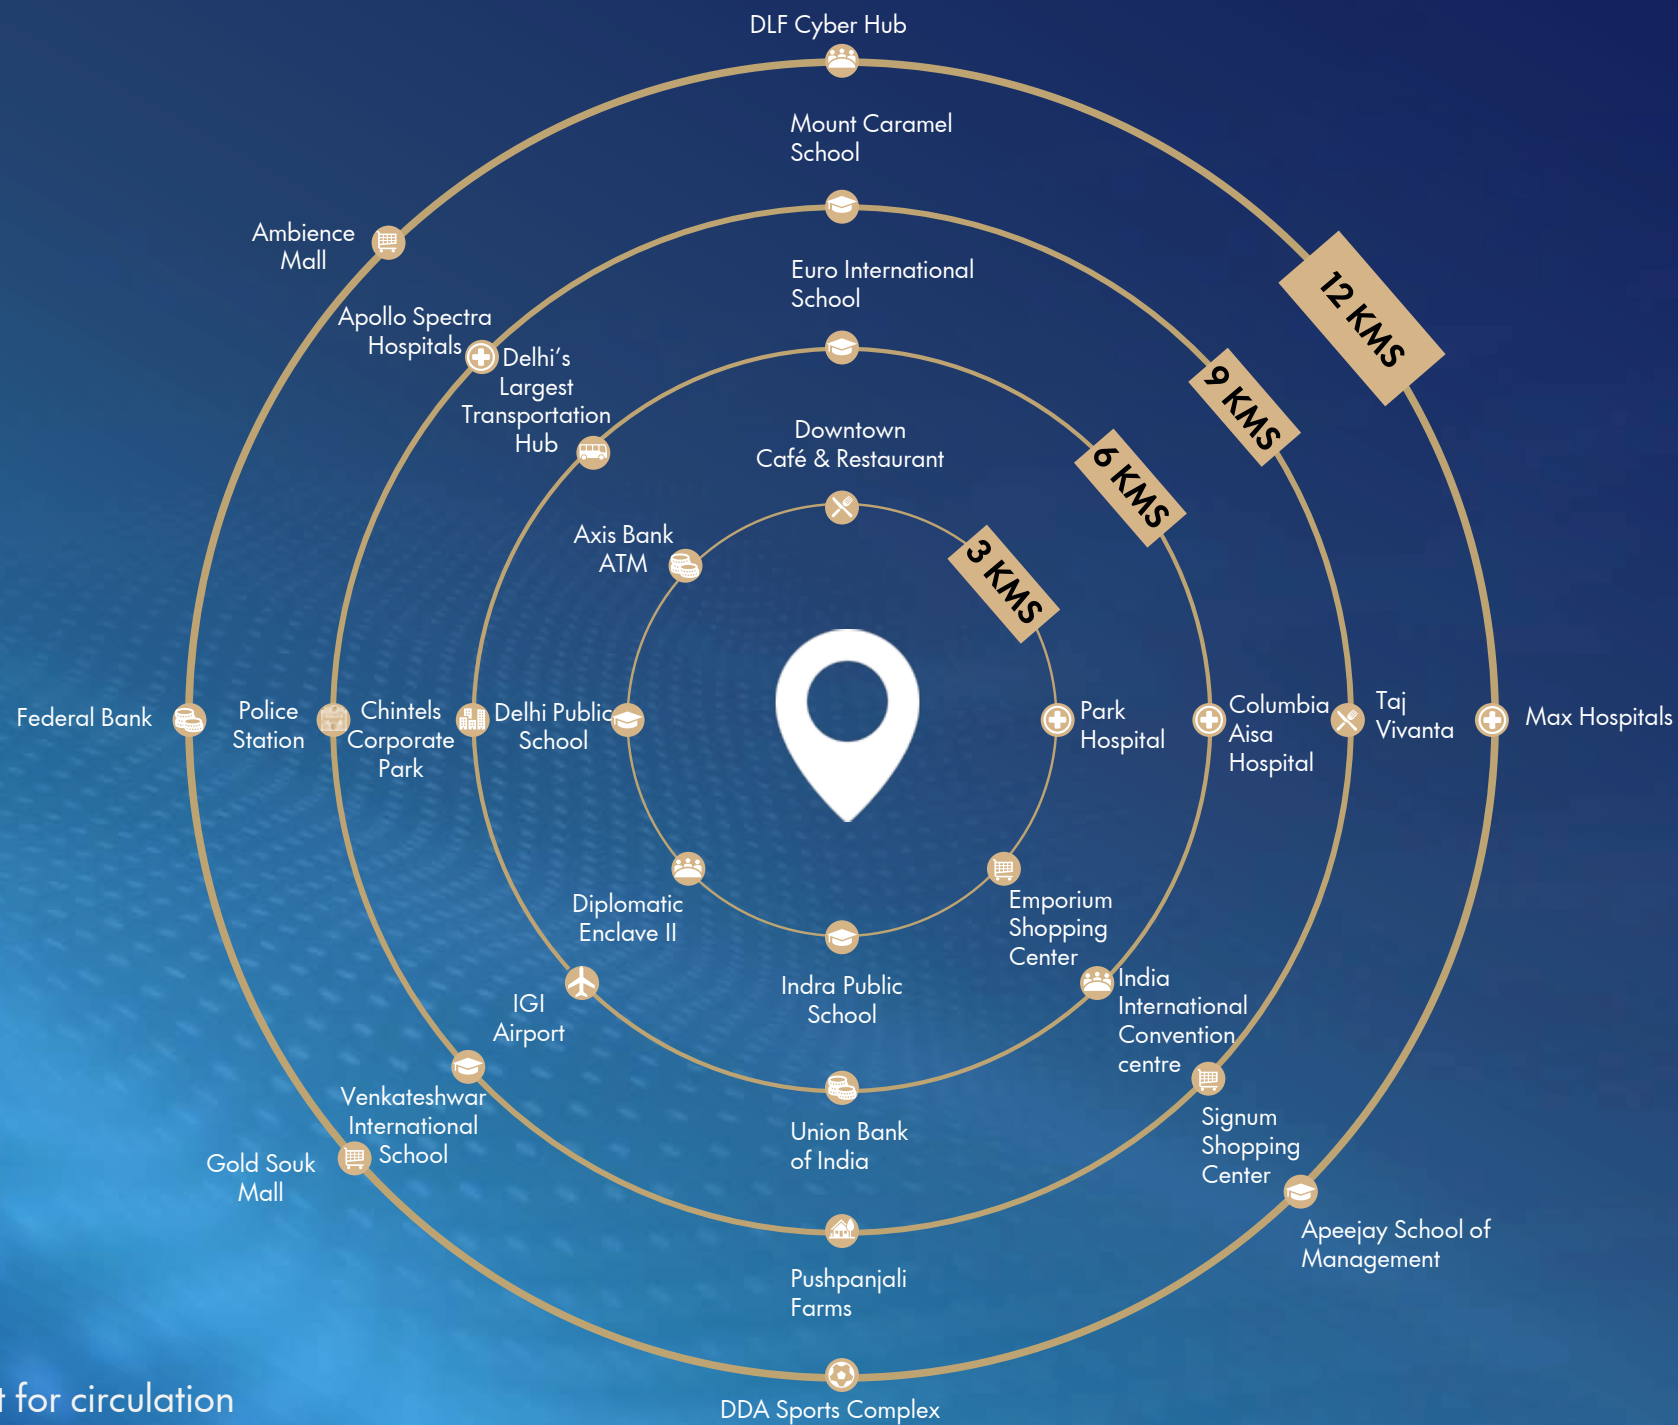 DLF Cyber Hub
Mount Caramel
School
Ambience
Mall
Euro International
School
12 KMS
Apollo Spectra
Hospitals
Delhi's
Largest
Transportation
Hub
9 KMS
Downtown
Café & Restaurant
6 KMS
Axis Bank
ATM
3 KMS
Federal Bank
Police
Station
Chintels
Corporate
Park
Delhi Public
School
Park
Hospital
Columbia
Aisa
Hospital
Taj
Vivanta
Max Hospitals
Diplomatic
Enclave II
Emporium
Shopping
Center
Indra Public
School
India
International
Convention
centre
IGI
Airport
Venkateshwar
International
School
Union Bank
of India
Signum
Shopping
Center
Gold Souk
Mall
Apeejay School of
Management
Pushpanjali
Farms
for circulation
DDA Sports Complex